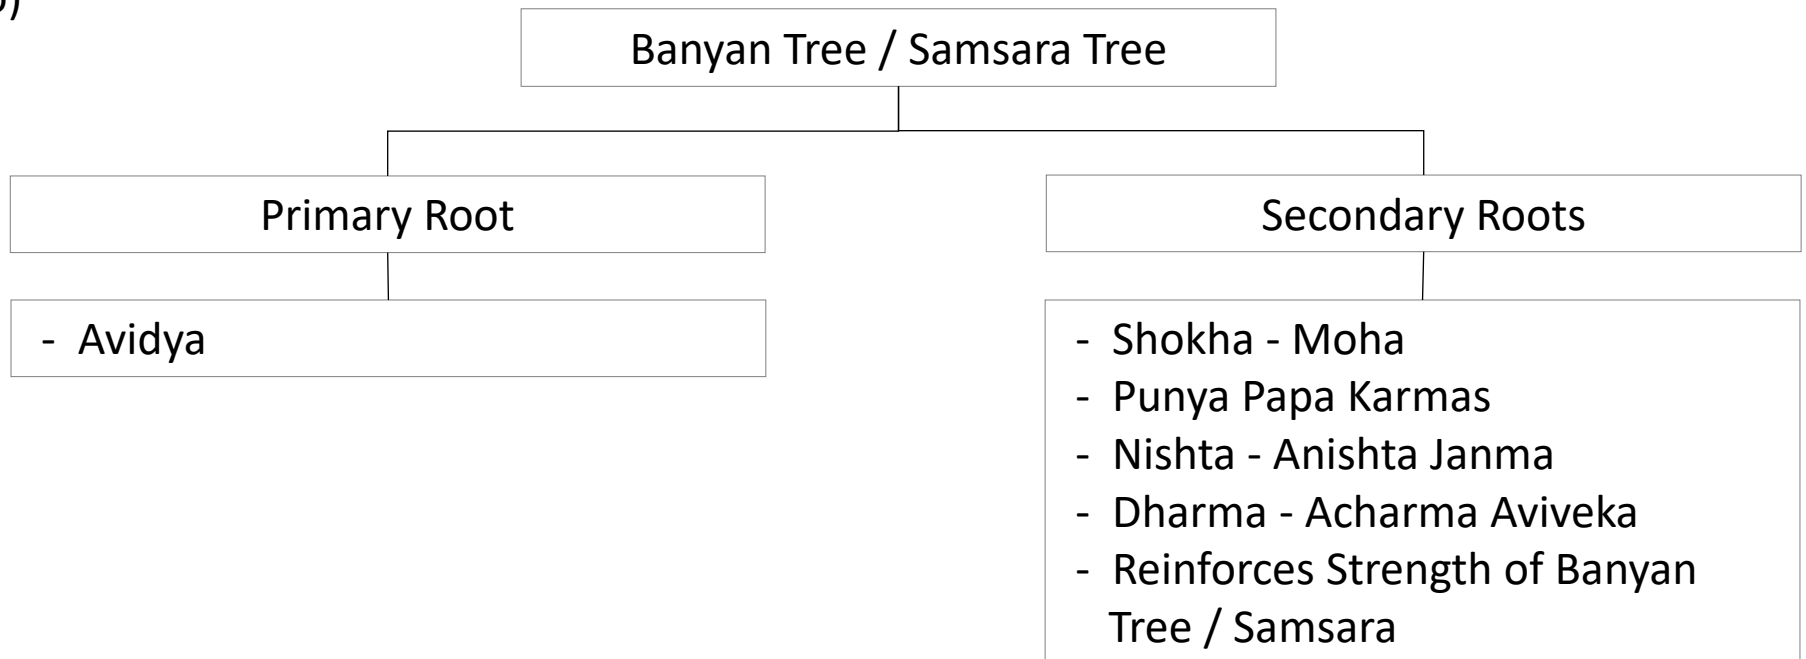 Banyan Tree / Samsara Tree
Primary Root
Secondary Roots
- Avidya
- Shokha - Moha
- Punya Papa Karmas
- Nishta - Anishta Janma
- Dharma - Acharma Aviveka
- Reinforces Strength of Banyan
Tree / Samsara